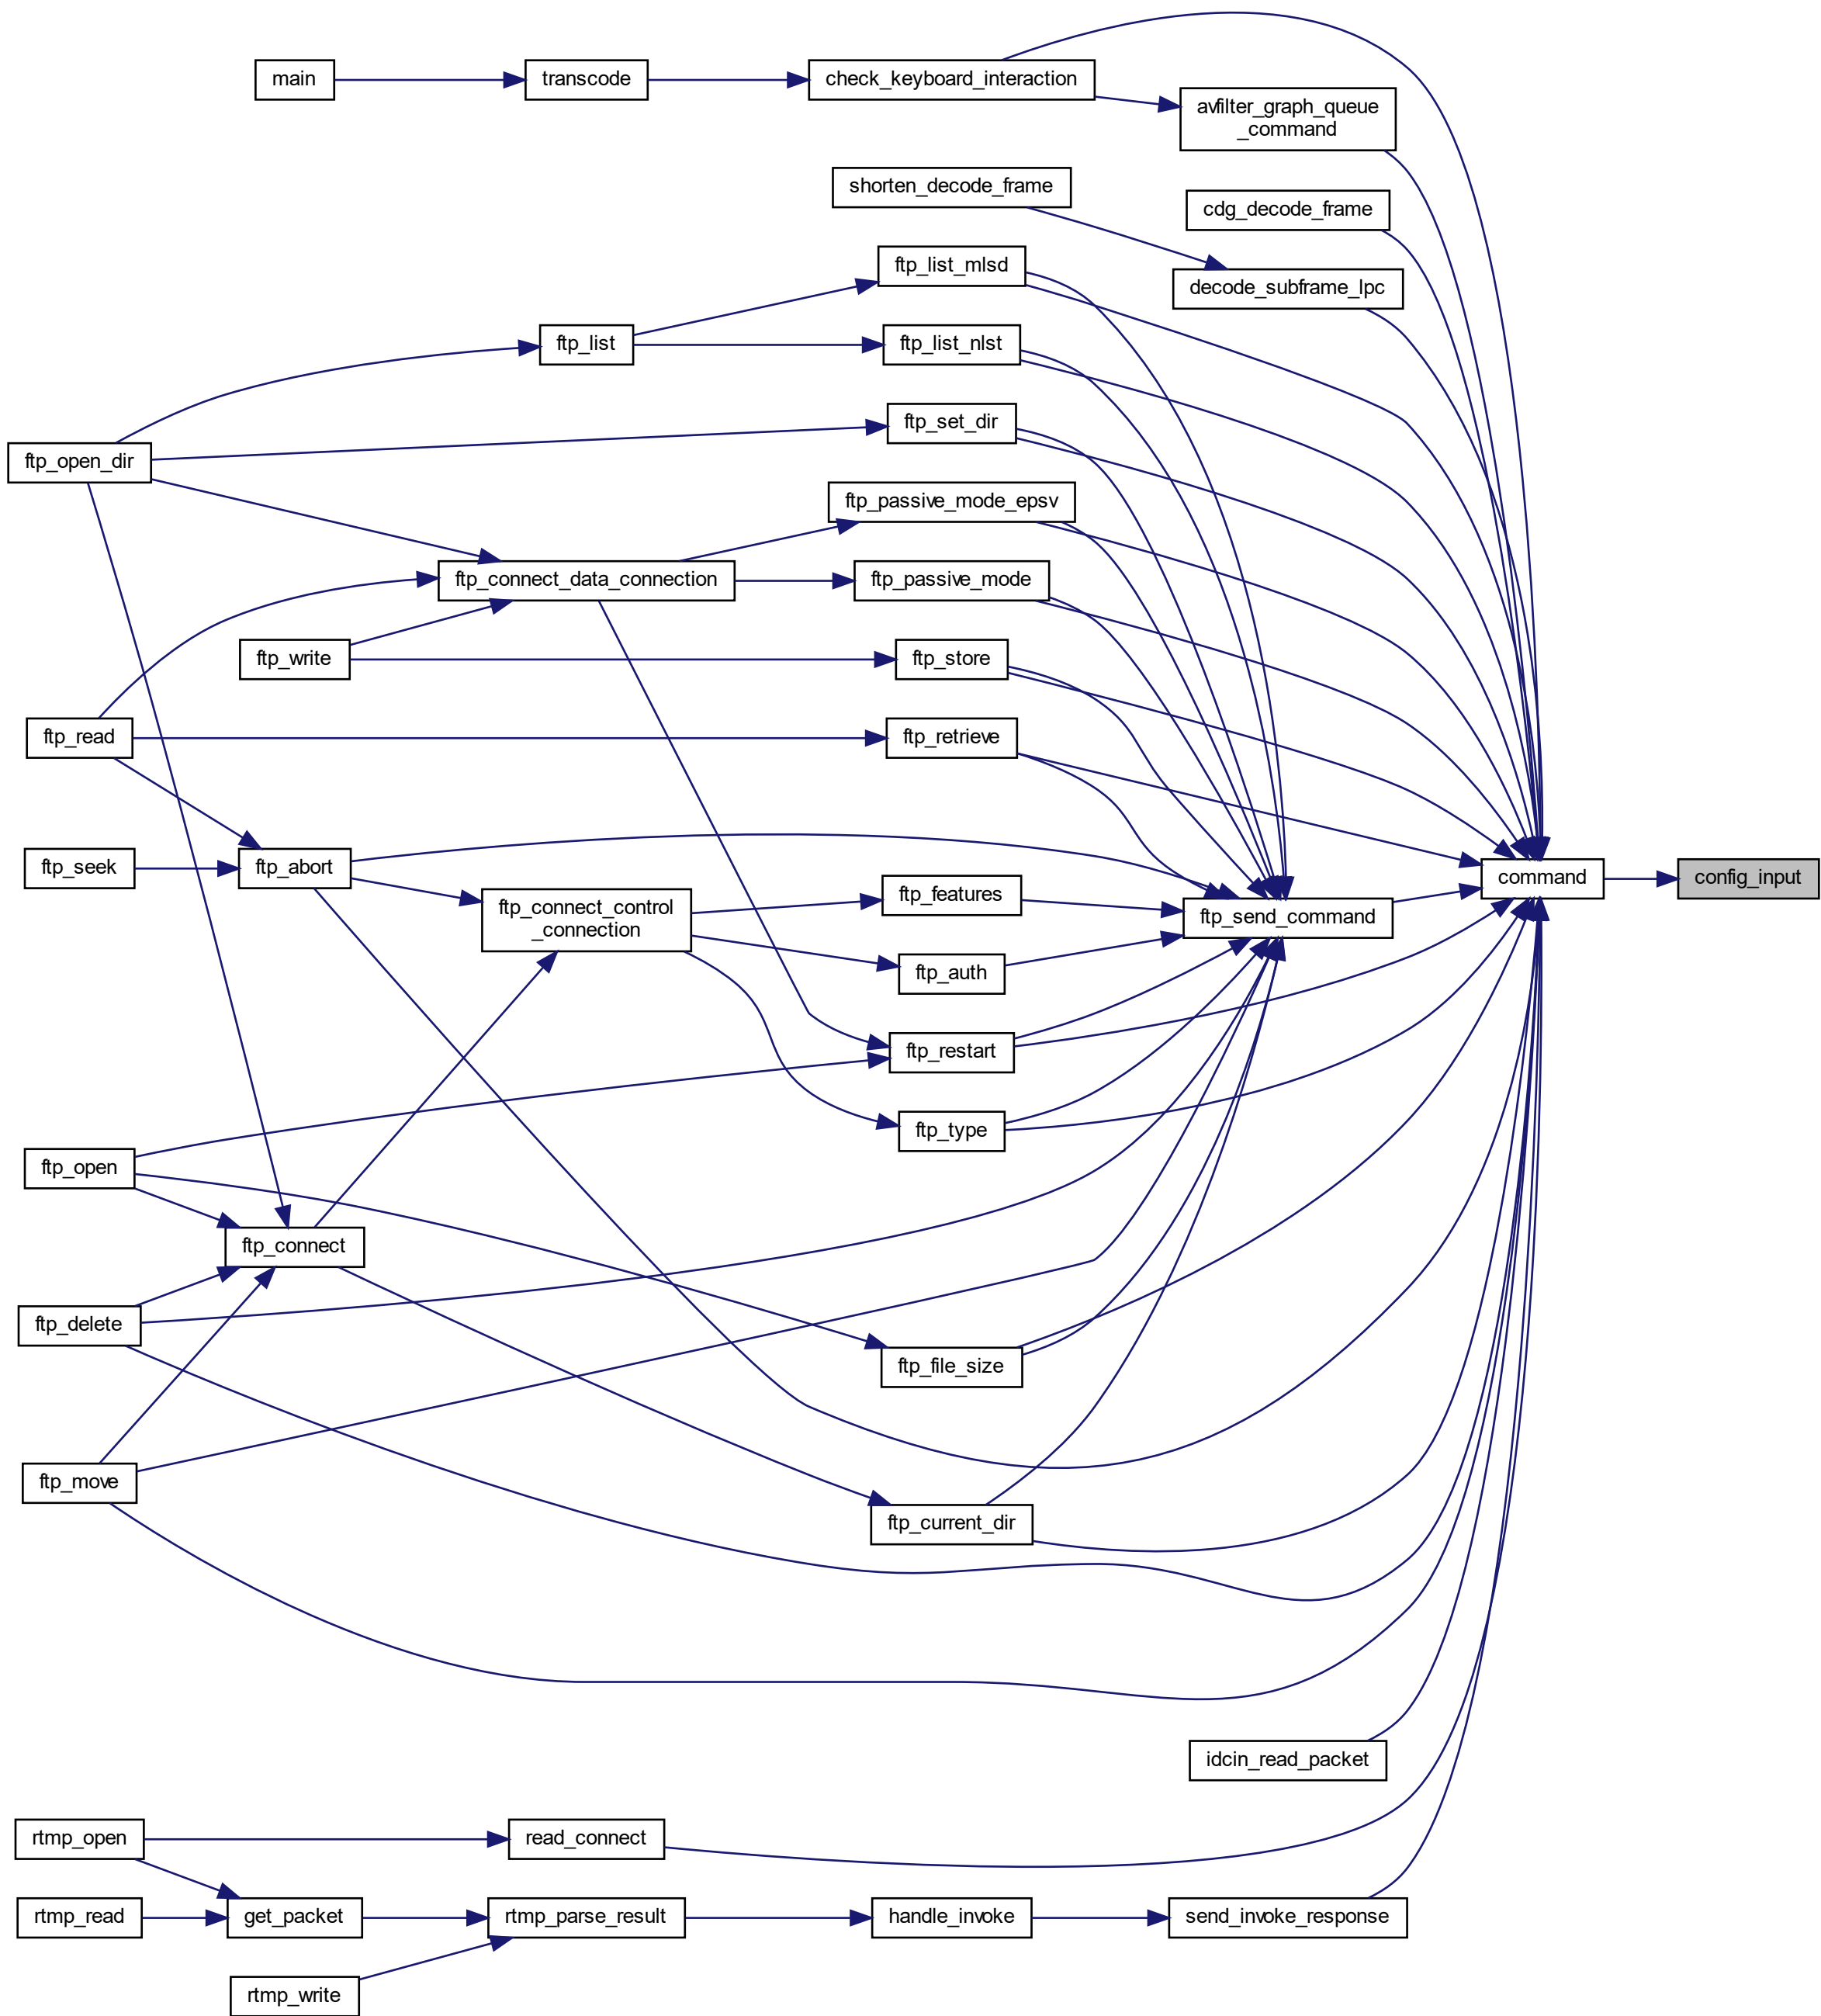 main
transcode
check_keyboard_interaction
avfilter_graph_queue
_command
shorten_decode_frame
cdg_decode_frame
ftp_list_mlsd
decode_subframe_lpc
ftp_list
ftp_list_nlst
ftp_set_dir
ftp_open_dir
ftp_passive_mode_epsv
ftp_connect_data_connection
ftp_passive_mode
ftp_write
ftp_store
ftp_read
ftp_retrieve
ftp_seek
ftp_abort
ftp_connect_control
_connection
ftp_features
ftp_send_command
command
config_input
ftp_auth
ftp_restart
ftp_type
ftp_open
ftp_connect
ftp_delete
ftp_file_size
ftp_move
ftp_current_dir
idcin_read_packet
rtmp_open
read_connect
rtmp_read
get_packet
rtmp_parse_result
handle_invoke
send_invoke_response
rtmp_write